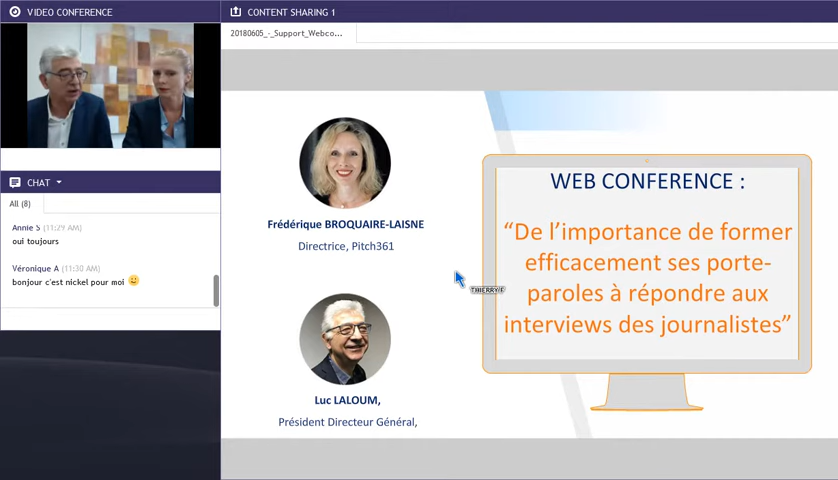 VIDEO CONFERENCE
CHAT
All (8)
Annie S (11:29 AM)
oui toujours
Véronique A (11:30 AM)
bonjour c'est nickel pour moi
CONTENT SHARING 1
20180605_-_Support_Webco...
Frédérique BROQUAIRE-LAISNE
Directrice, Pitch361
Luc LALOUM,
Président Directeur Général,
THIERRY F
WEB CONFERENCE :
“De l’importance de former
efficacement ses porte-
paroles à répondre aux
interviews des journalistes”